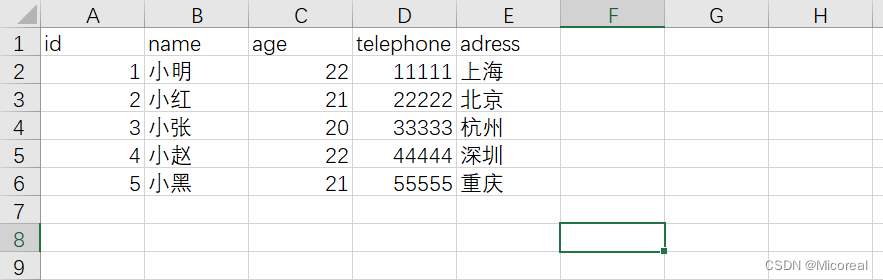 A B C D E F G H
1 id name age telephone adress
2 1 小明 22 11111 上海
3 2 小红 21 22222 北京
4 3 小张 20 33333 杭州
5 4 小赵 22 44444 深圳
6 5 小黑 21 55555 重庆
7
8
9
CSDN @Micoreal